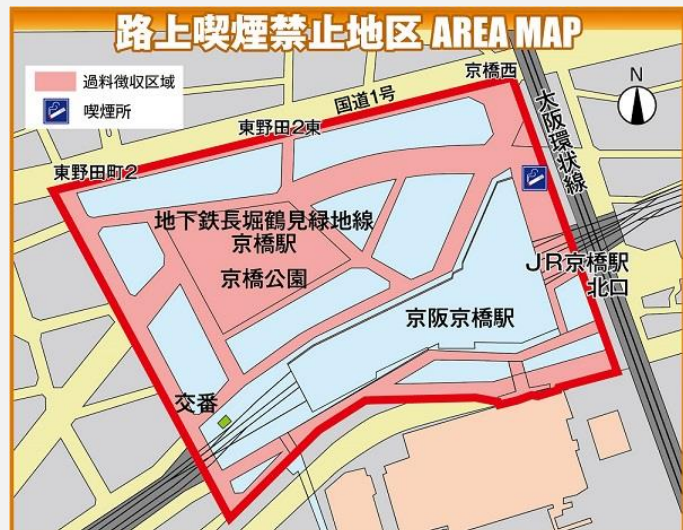 路上喫煙禁止地区 AREA MAP
過料徴収区域
喫煙所
京橋西
N
国道1号
大阪環状線
東野田2東
東野田町2
地下鉄長堀鶴見緑地線
京橋駅
京橋公園
JR京橋駅
北口
京阪京橋駅
交番